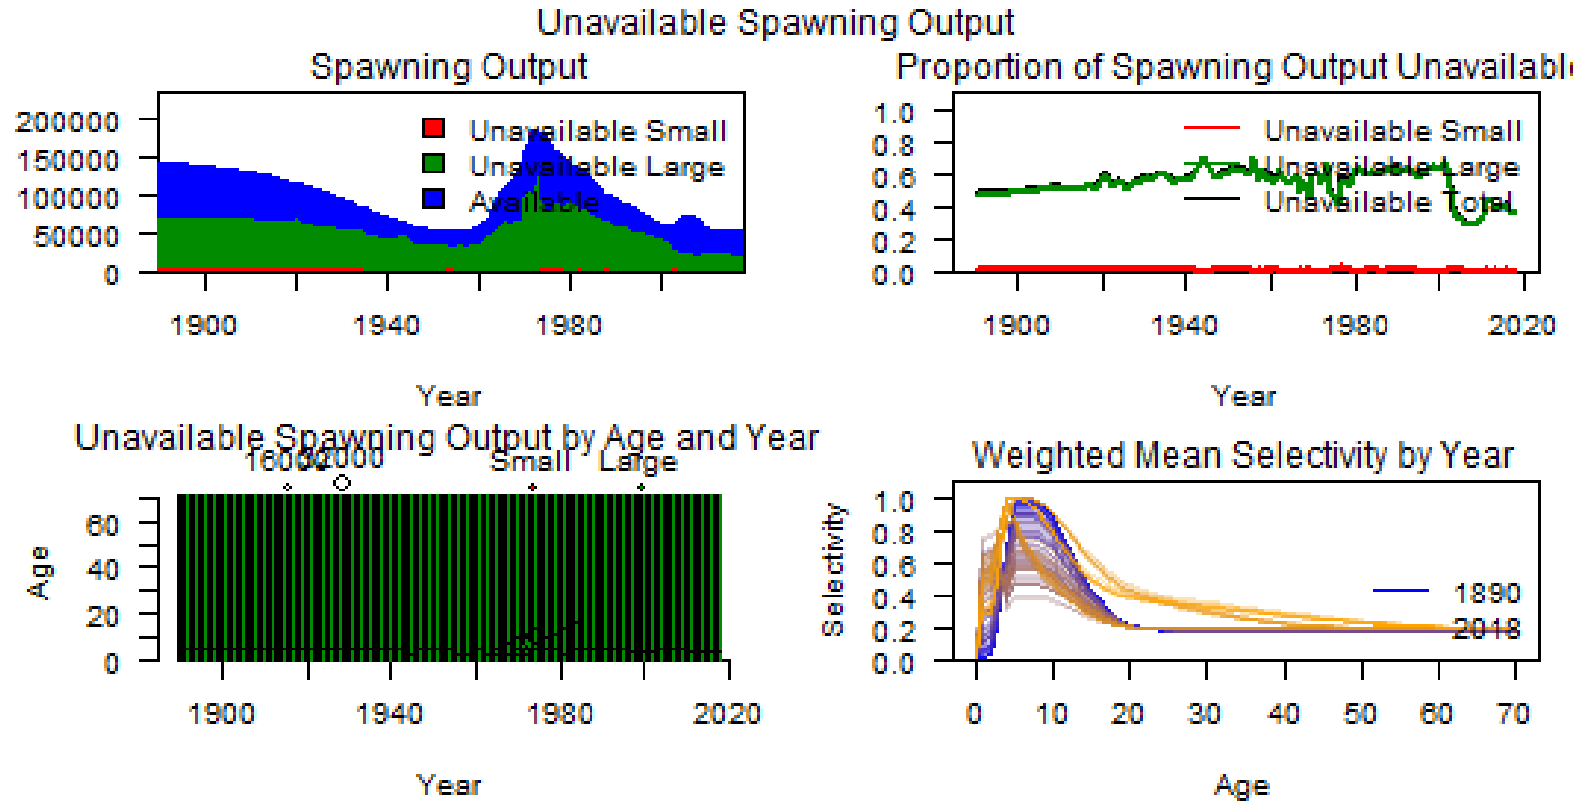 Unavailable Spawning Output
Spawning Output
200000
150000
100000
50000
0
Unavailable Small
Unavailable Large
Available
1900 1940 1980
Year
Proportion of Spawning Output Unavailabl
1.0
0.8
0.6
0.4
0.2
0.0
Unavailable Small
Unavailable Large
Unavailable Total
1900 1940 1980 2020
Year
Unavailable Spawning Output by Age and Year
Small Large
Age
60
40
20
0
1900 1940 1980 2020
Year
Weighted Mean Selectivity by Year
Selectivity
1.0
0.8
0.6
0.4
0.2
0.0
1890
2018
0 10 20 30 40 50 60 70
Age